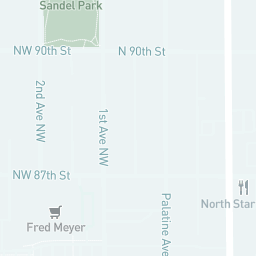 Sandel Park
NW 90th St
N 90th St
2nd Ave NW
1st Ave NW
NW 87th St
Palatine Ave
North Star
Fred Meyer